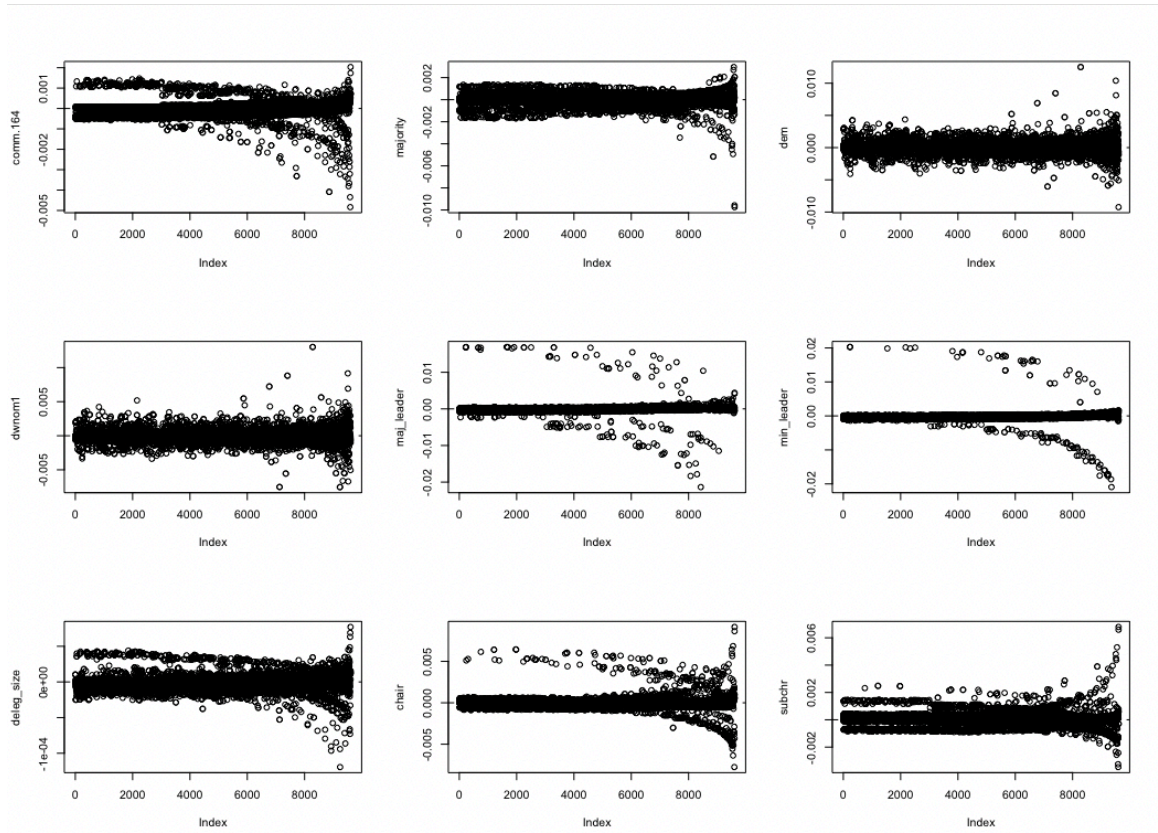 comm.164
-0.005 -0.002 0.001
0 2000 4000 6000 8000
Index
majority
-0.010 -0.006 -0.002 0.002
0 2000 4000 6000 8000
Index
dem
-0.010 0.000 0.010
0 2000 4000 6000 8000
Index
dwnom1
-0.005 0.005
0 2000 4000 6000 8000
Index
maj_leader
-0.02 -0.01 0.00 0.01
0 2000 4000 6000 8000
Index
min_leader
-0.02 0.00 0.01 0.02
0 2000 4000 6000 8000
Index
deleg_size
-1e-04 0e+00
0 2000 4000 6000 8000
Index
chair
-0.005 0.000 0.005
0 2000 4000 6000 8000
Index
subchr
-0.002 0.002 0.006
0 2000 4000 6000 8000
Index